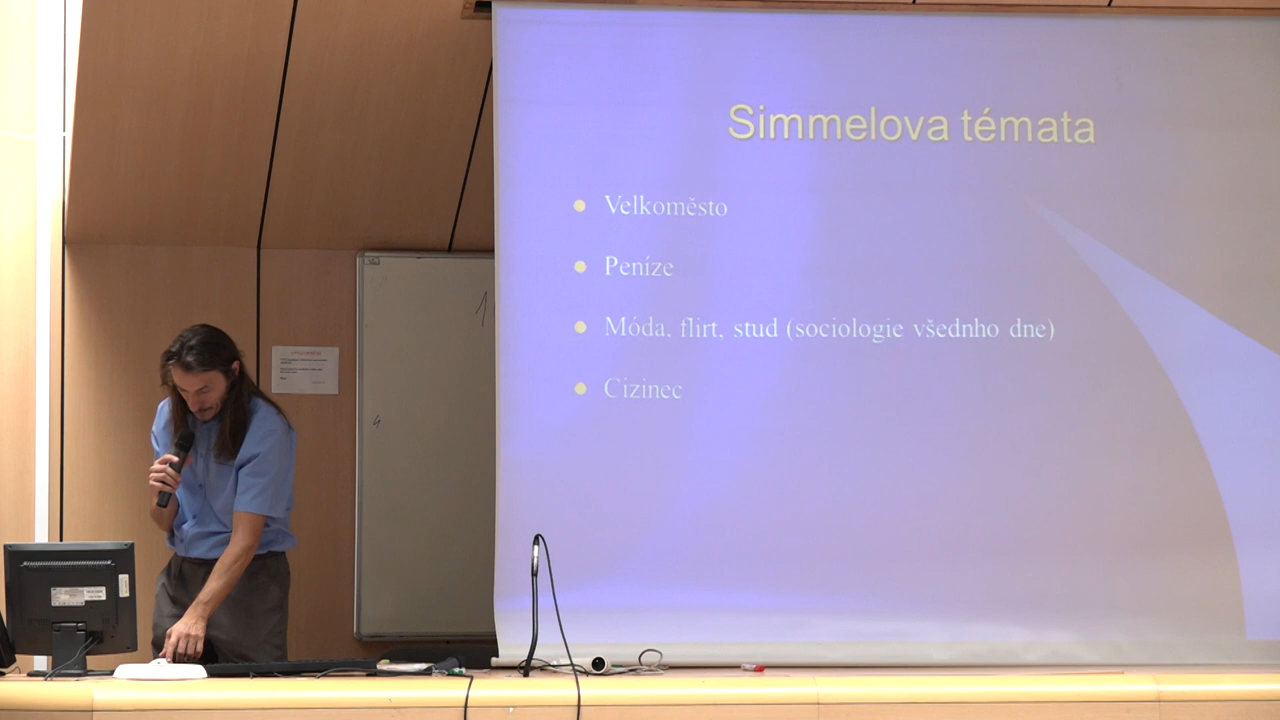 Simmelova témata
Velkoměsto
Peníze
Móda, flirt, stud (sociologie všednho dne)
Cizinec